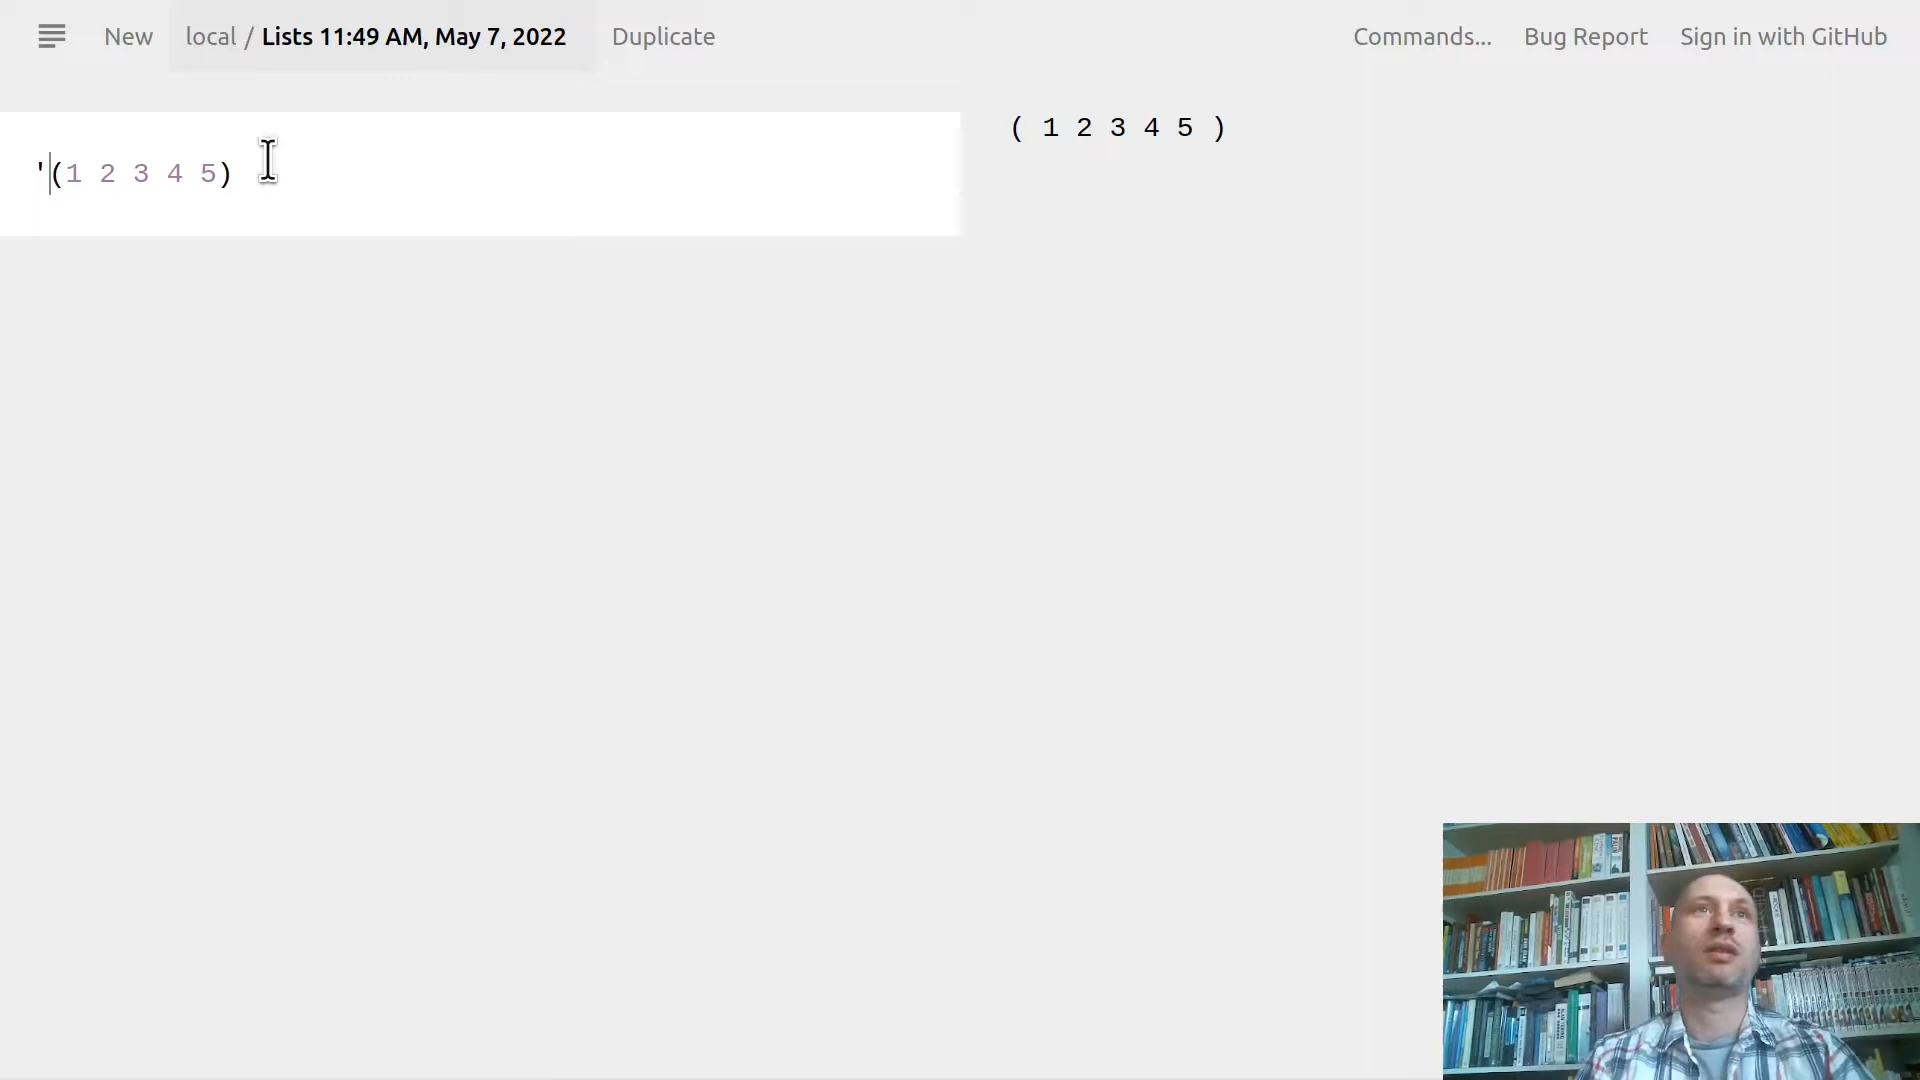 New local / Lists 11:49 AM, May 7, 2022 Duplicate Commands... Bug Report Sign in with GitHub
'(1 2 3 4 5)
( 1 2 3 4 5 )